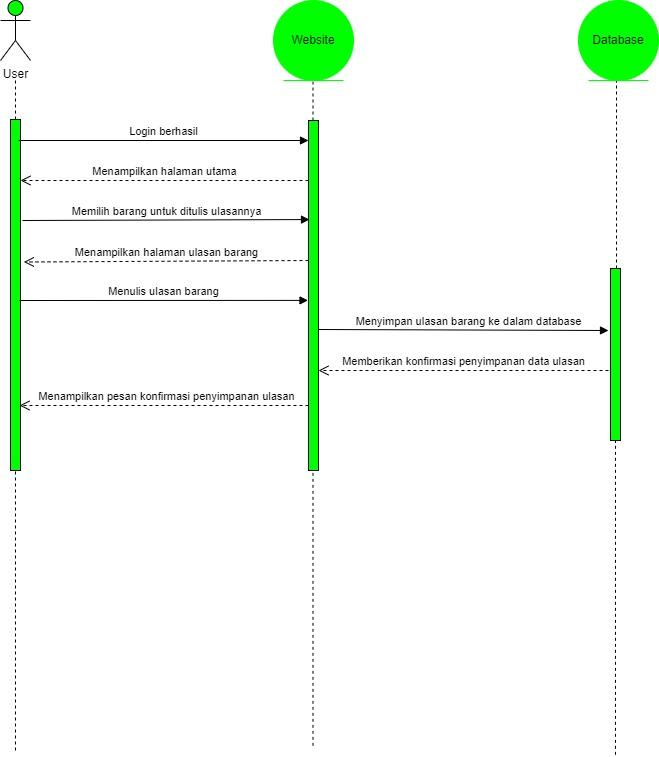 User
Website
Database
Login berhasil
Menampilkan halaman utama
Memilih barang untuk ditulis ulasannya
Menampilkan halaman ulasan barang
Menulis ulasan barang
Menyimpan ulasan barang ke dalam database
Memberikan konfirmasi penyimpanan data ulasan
Menampilkan pesan konfirmasi penyimpanan ulasan